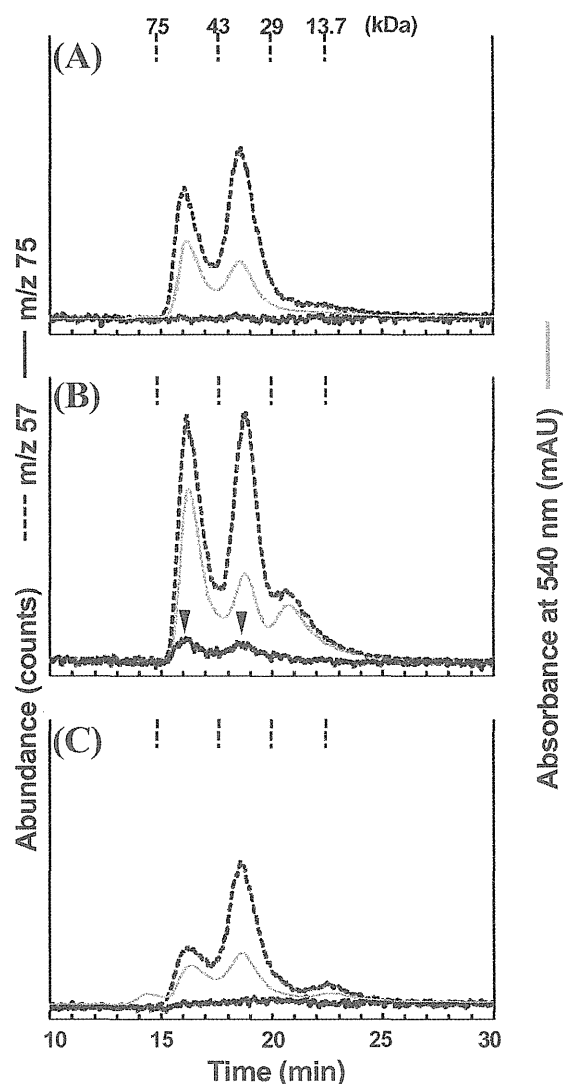 75 43 29 13.7 (kDa)
(A)
(B)
(C)
Abundance (counts) m/z 57 m/z 75
Absorbance at 540 nm (mAU)
10 15 20 25 30
Time (min)